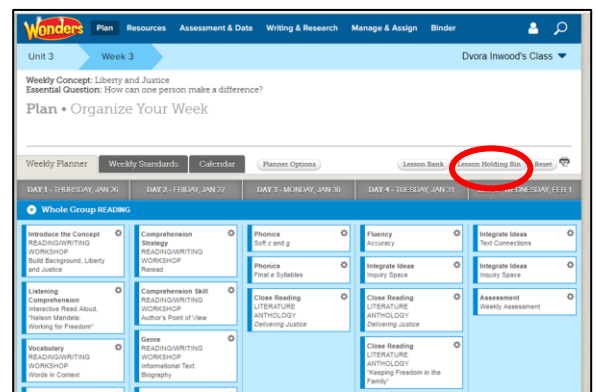 Wonders Plan Resources Assessment & Data Writing & Research Manage & Assign Binder
Unit 3 Week 3 Dvora Inwood's Class
Weekly Concept: Liberty and Justice
Essential Question: How can one person make a difference?
Plan • Organize Your Week
Weekly Planner Weekly Standards Calendar Planner Options Lesson Bank Lesson Holding Bin Reset
DAY 1 - THURSDAY, JAN 26 DAY 2 - FRIDAY, JAN 27 DAY 3 - MONDAY, JAN 30 DAY 4 - TUESDAY, JAN 31 WEDNESDAY, FEB 1
Whole Group READING
Introduce the Concept
READING/WRITING
WORKSHOP
Build Background, Liberty
and Justice
Listening
Comprehension
Interactive Read Aloud,
"Nelson Mandela:
Working for Freedom"
Vocabulary
READING/WRITING
WORKSHOP
Words in Context
Comprehension
Strategy
READING/WRITING
WORKSHOP
Reread
Comprehension Skill
READING/WRITING
WORKSHOP
Author's Point of View
Genre
READING/WRITING
WORKSHOP
Informational Text:
Biography
Phonics
Soft c and g
Phonics
Final e Syllables
Close Reading
LITERATURE
ANTHOLOGY
Delivering Justice
Fluency
Accuracy
Integrate Ideas
Inquiry Space
Close Reading
LITERATURE
ANTHOLOGY
Delivering Justice
Close Reading
LITERATURE
ANTHOLOGY
"Keeping Freedom in the
Family"
Integrate Ideas
Text Connections
Integrate Ideas
Inquiry Space
Assessment
Weekly Assessment